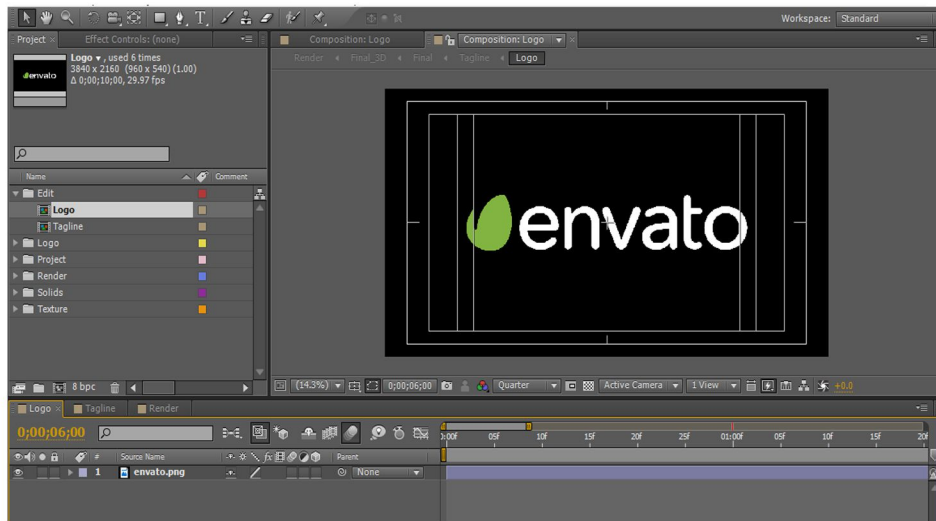 Workspace: Standard
Project × Effect Controls: (none)
Logo ▼, used 6 times
3840 x 2160 (960 x 540) (1.00)
Δ 0;00;10;00, 29.97 fps
envato
Composition: Logo
Composition: Logo
Render Final_3D Final Tagline Logo
envato
Name Comment
Edit
Logo
Tagline
Logo
Project
Render
Solids
Texture
8 bpc
(14.3%) 0;00;06;00 Quarter Active Camera 1 View +0.0
Logo × Tagline Render
0;00;06;00
):00f 05f 10f 15f 20f 25f 01:00f 05f 10f 15f 20f
# Source Name fx Parent
1 envato.png None